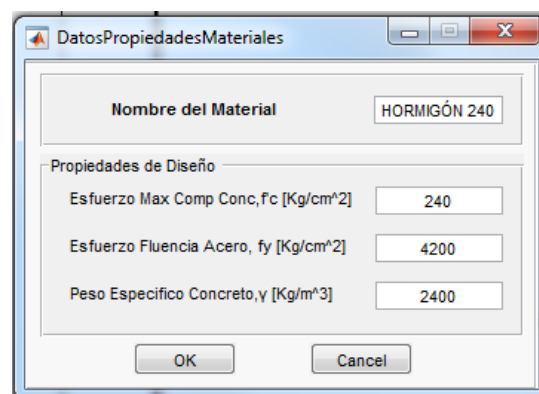 DatosPropiedadesMateriales
Nombre del Material HORMIGÓN 240
Propiedades de Diseño
Esfuerzo Max Comp Conc,f'c [Kg/cm^2] 240
Esfuerzo Fluencia Acero, fy [Kg/cm^2] 4200
Peso Especifico Concreto,γ [Kg/m^3] 2400
OK Cancel